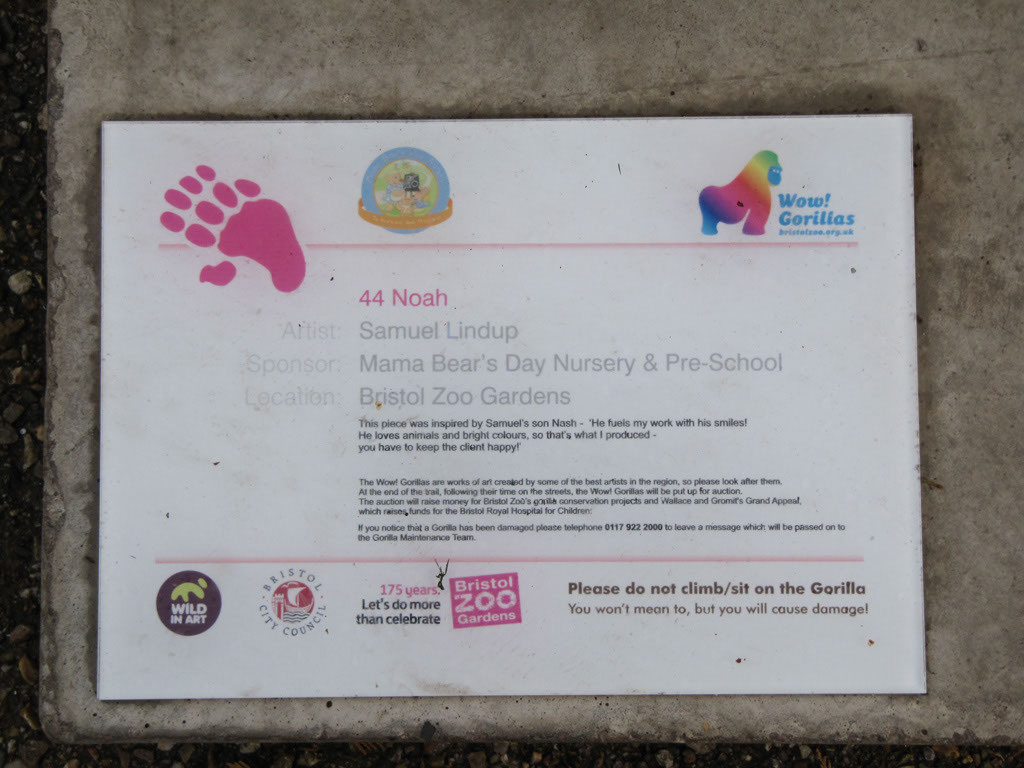 Wow!
Gorillas
bristolzoo.org.uk
44 Noah
Artist: Samuel Lindup
Sponsor: Mama Bear's Day Nursery & Pre-School
Location: Bristol Zoo Gardens
This piece was inspired by Samuel's son Nash - 'He fuels my work with his smiles!
He loves animals and bright colours, so that's what I produced -
you have to keep the client happy!'
The Wow! Gorillas are works of art created by some of the best artists in the region, so please look after them.
At the end of the trail, following their time on the streets, the Wow! Gorillas will be put up for auction.
The auction will raise money for Bristol Zoo's gorilla conservation projects and Wallace and Gromit's Grand Appeal,
which raises funds for the Bristol Royal Hospital for Children.
If you notice that a Gorilla has been damaged please telephone 0117 922 2000 to leave a message which will be passed on to
the Gorilla Maintenance Team.
WILD
IN ART
BRISTOL
CITY COUNCIL
175 years.
Let's do more
than celebrate
Bristol
ZOO
Gardens
Please do not climb/sit on the Gorilla
You won't mean to, but you will cause damage!